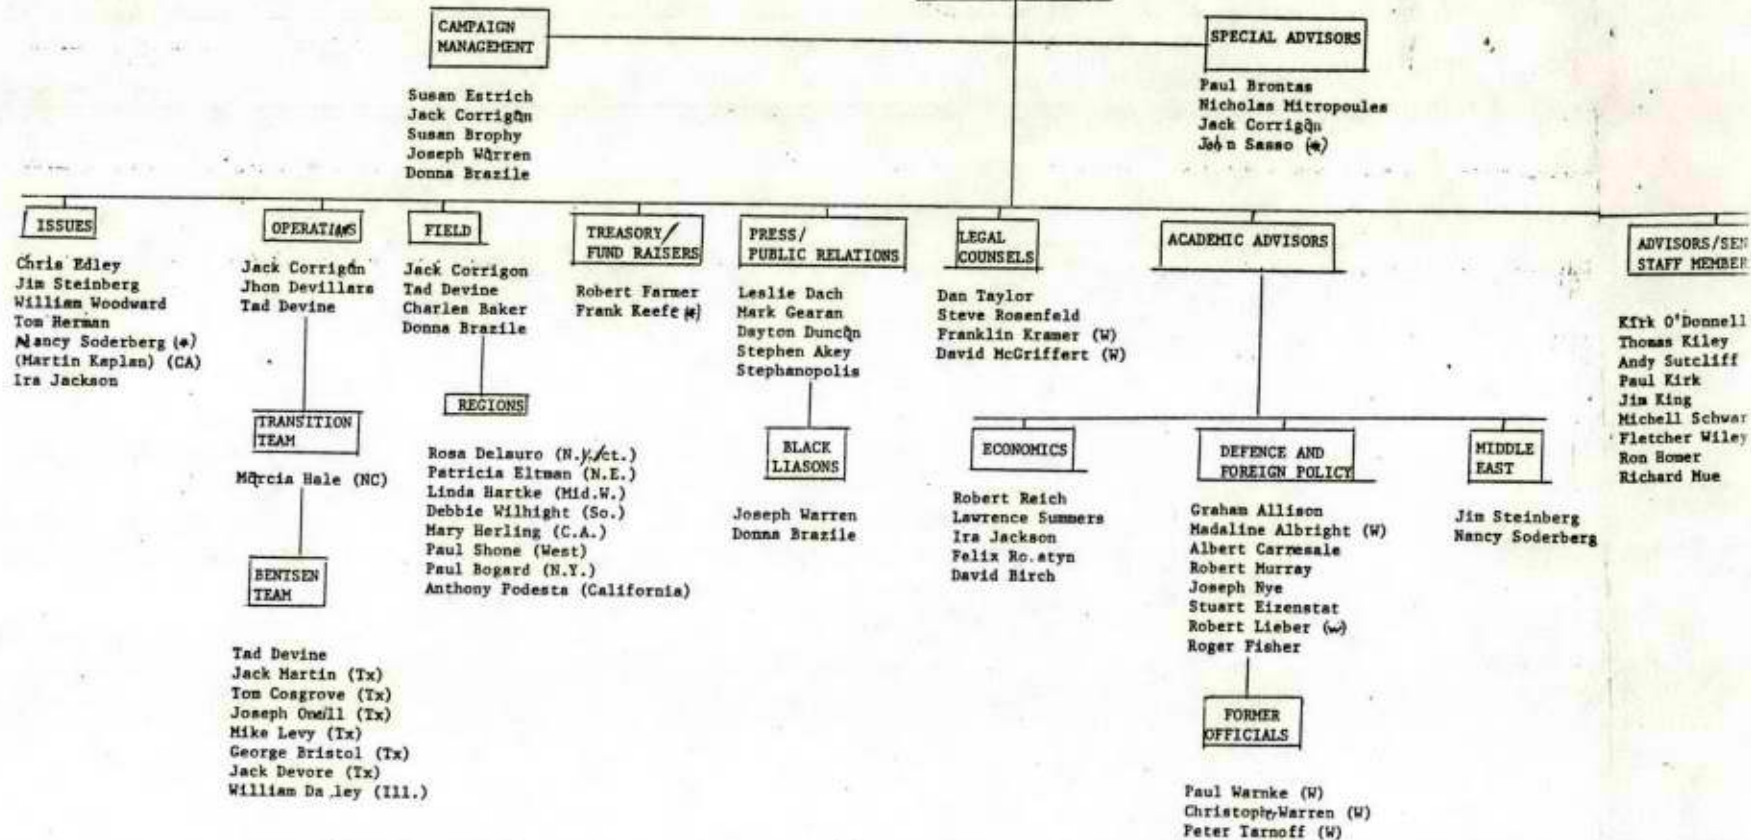 CAMPAIGN
MANAGEMENT
Susan Estrich
Jack Corrigan
Susan Brophy
Joseph Warren
Donna Brazile
SPECIAL ADVISORS
Paul Brontas
Nicholas Mitropoules
Jack Corrigan
John Sasso (*)
ISSUES
Chris Edley
Jim Steinberg
William Woodward
Tom Herman
Nancy Soderberg (*)
(Martin Kaplan) (CA)
Ira Jackson
OPERATIANS
Jack Corrigan
Jhon Devillars
Tad Devine
TRANSITION
TEAM
Marcia Hale (NC)
BENTSEN
TEAM
Tad Devine
Jack Martin (Tx)
Tom Cosgrove (Tx)
Joseph Oneill (Tx)
Mike Levy (Tx)
George Bristol (Tx)
Jack Devore (Tx)
William Da ley (Ill.)
FIELD
Jack Corrigon
Tad Devine
Charles Baker
Donna Brazile
REGIONS
Rosa Delauro (N.Y./ct.)
Patricia Eltman (N.E.)
Linda Hartke (Mid.W.)
Debbie Wilhight (So.)
Mary Herling (C.A.)
Paul Shone (West)
Paul Bogard (N.Y.)
Anthony Podesta (California)
TREASORY/
FUND RAISERS
Robert Farmer
Frank Keefe (*)
PRESS/
PUBLIC RELATIONS
Leslie Dach
Mark Gearan
Dayton Duncan
Stephen Akey
Stephanopolis
BLACK
LIASONS
Joseph Warren
Donna Brazile
LEGAL
COUNSELS
Dan Taylor
Steve Rosenfeld
Franklin Kramer (W)
David McGriffert (W)
ACADEMIC ADVISORS
ECONOMICS
Robert Reich
Lawrence Summers
Ira Jackson
Felix Ro.atyn
David Birch
DEFENCE AND
FOREIGN POLICY
Graham Allison
Madaline Albright (W)
Albert Carnesale
Robert Murray
Joseph Nye
Stuart Eizenstat
Robert Lieber (w)
Roger Fisher
FORMER
OFFICIALS
Paul Warnke (W)
Christopher Warren (W)
Peter Tarnoff (W)
MIDDLE
EAST
Jim Steinberg
Nancy Soderberg
ADVISORS/SEN
STAFF MEMBER
Kirk O'Donnell
Thomas Kiley
Andy Sutcliff
Paul Kirk
Jim King
Michell Schwar
Fletcher Wiley
Ron Homer
Richard Mue